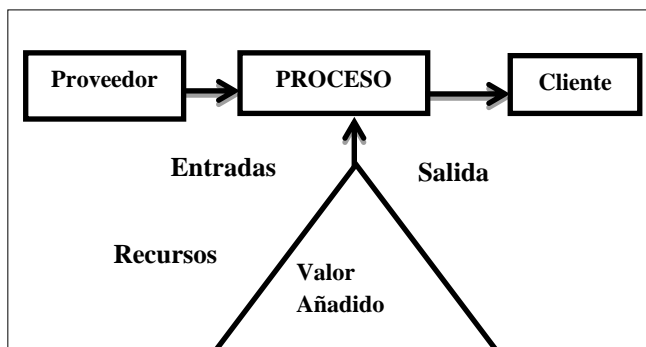 Proveedor
PROCESO
Cliente
Entradas
Salida
Recursos
Valor
Añadido